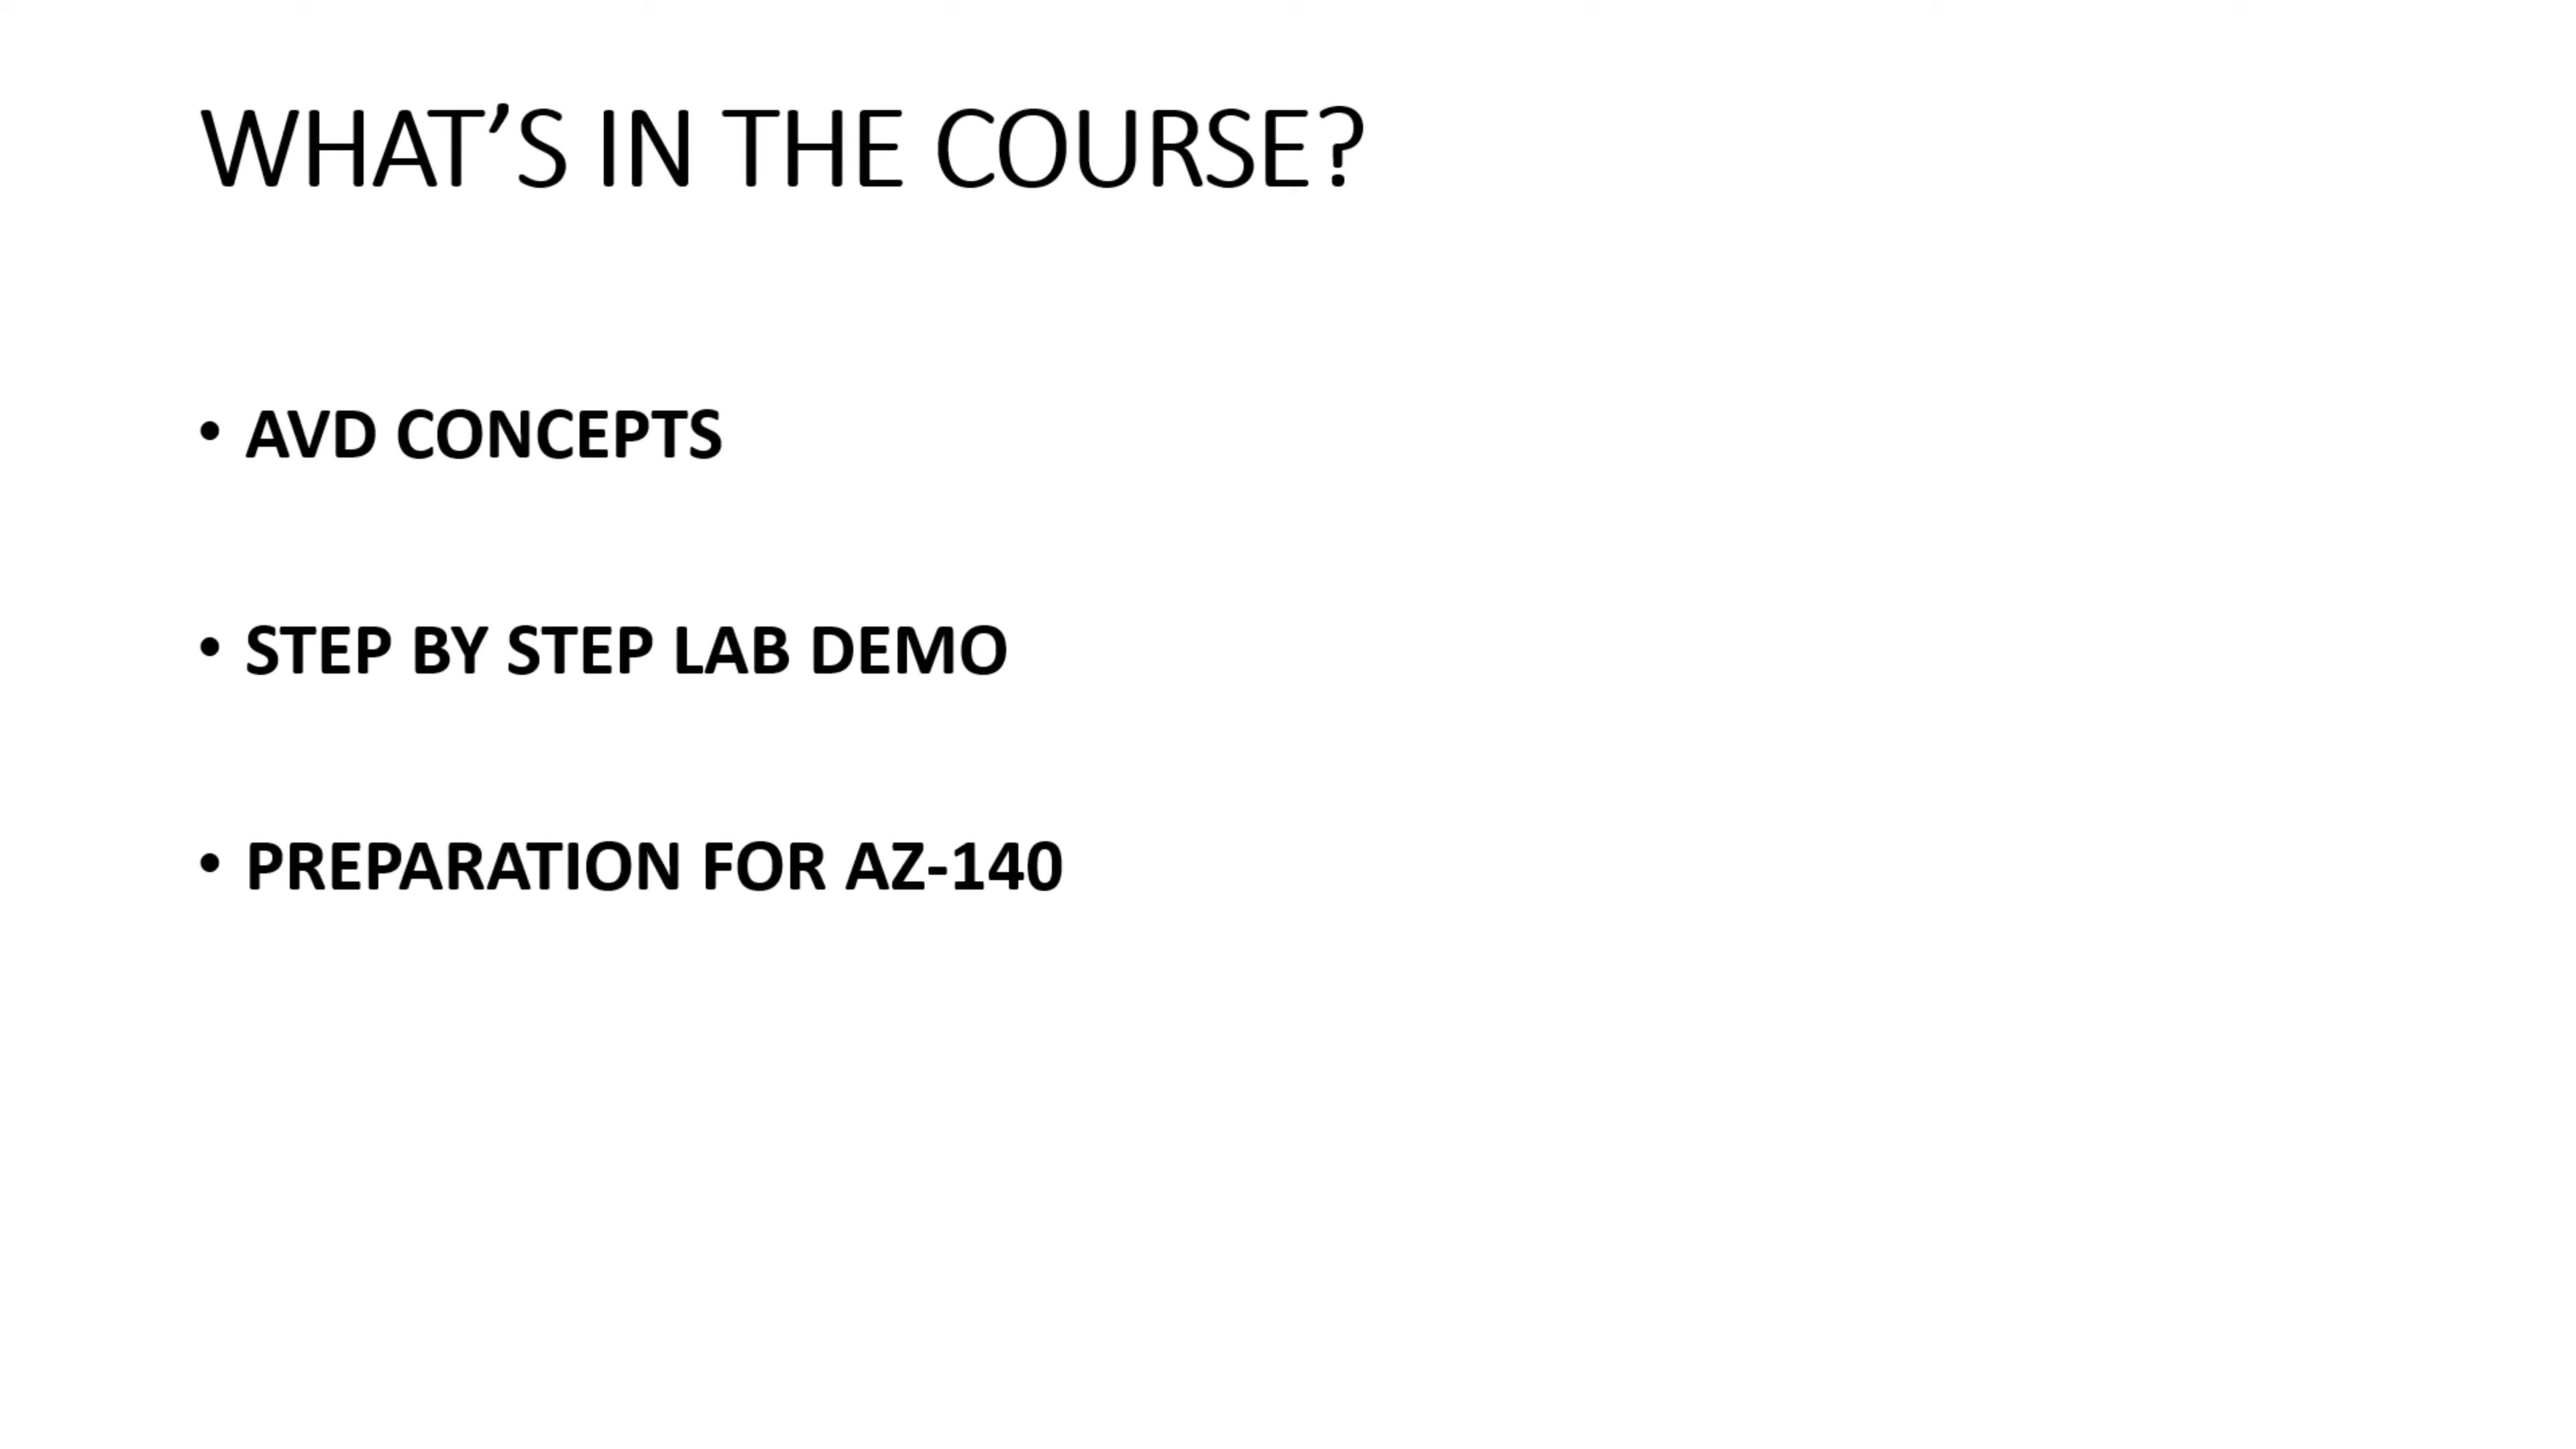 WHAT’S IN THE COURSE?
• AVD CONCEPTS
• STEP BY STEP LAB DEMO
• PREPARATION FOR AZ-140